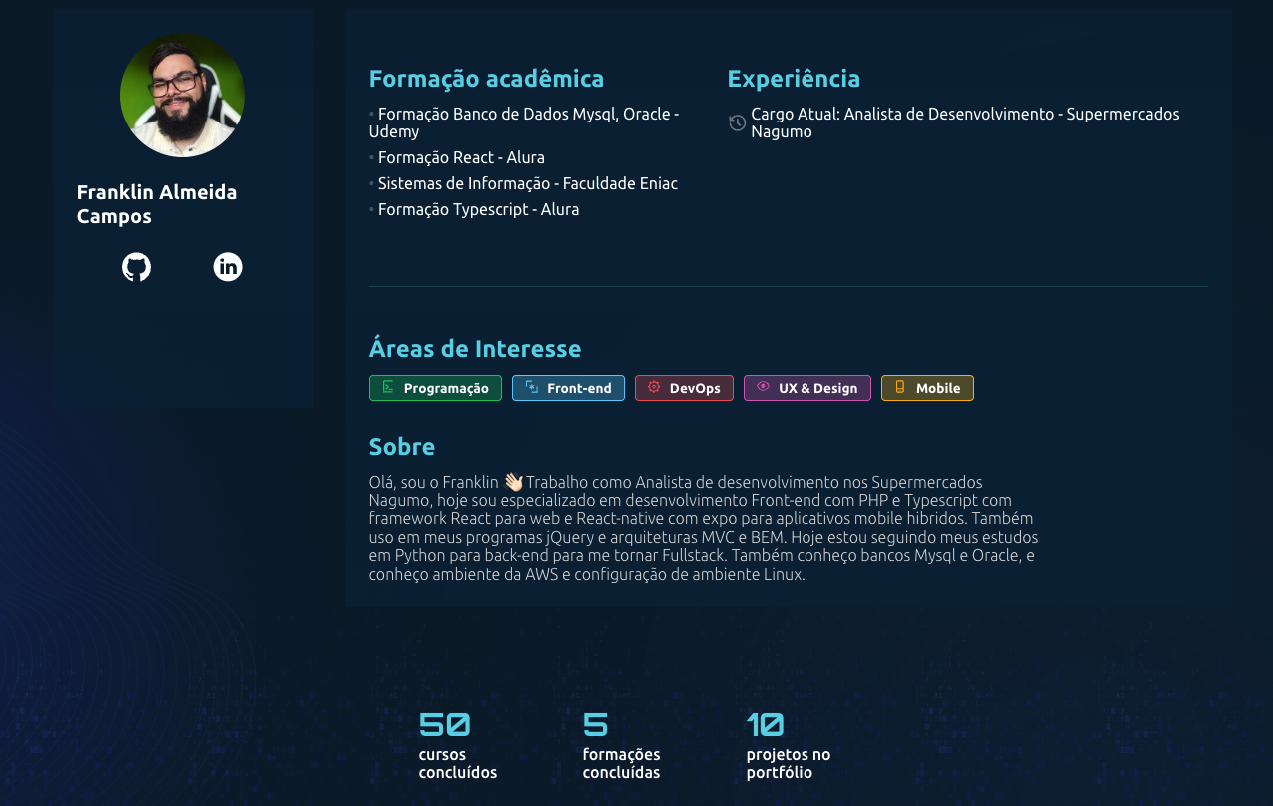 Franklin Almeida
Campos
Formação acadêmica
• Formação Banco de Dados Mysql, Oracle -
Udemy
• Formação React - Alura
• Sistemas de Informação - Faculdade Eniac
• Formação Typescript - Alura
Experiência
Cargo Atual: Analista de Desenvolvimento - Supermercados
Nagumo
Áreas de Interesse
Programação
Front-end
DevOps
UX & Design
Mobile
Sobre
Olá, sou o Franklin 👋🏻 Trabalho como Analista de desenvolvimento nos Supermercados
Nagumo, hoje sou especializado em desenvolvimento Front-end com PHP e Typescript com
framework React para web e React-native com expo para aplicativos mobile hibridos. Também
uso em meus programas jQuery e arquiteturas MVC e BEM. Hoje estou seguindo meus estudos
em Python para back-end para me tornar Fullstack. Também conheço bancos Mysql e Oracle, e
conheço ambiente da AWS e configuração de ambiente Linux.
50
cursos
concluídos
5
formações
concluídas
10
projetos no
portfólio